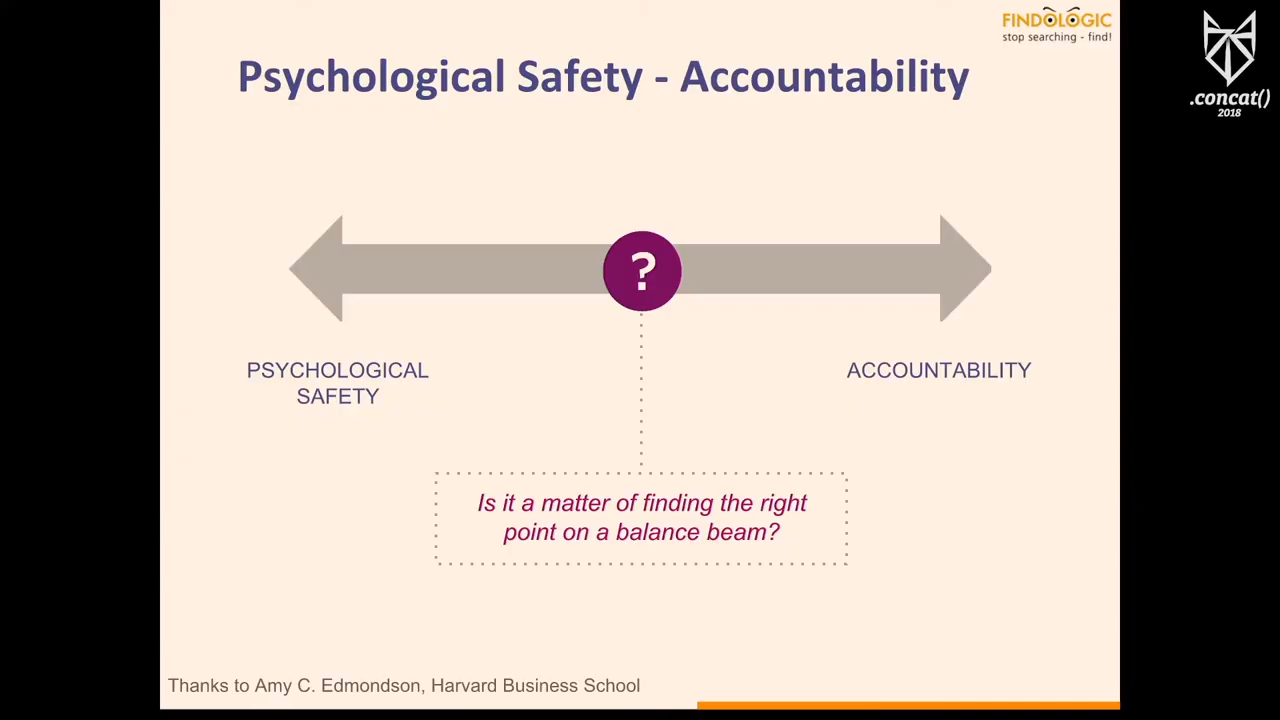 FINDOLOGIC
stop searching - find!
.concat()
2018
Psychological Safety - Accountability
?
PSYCHOLOGICAL
SAFETY
ACCOUNTABILITY
Is it a matter of finding the right
point on a balance beam?
Thanks to Amy C. Edmondson, Harvard Business School